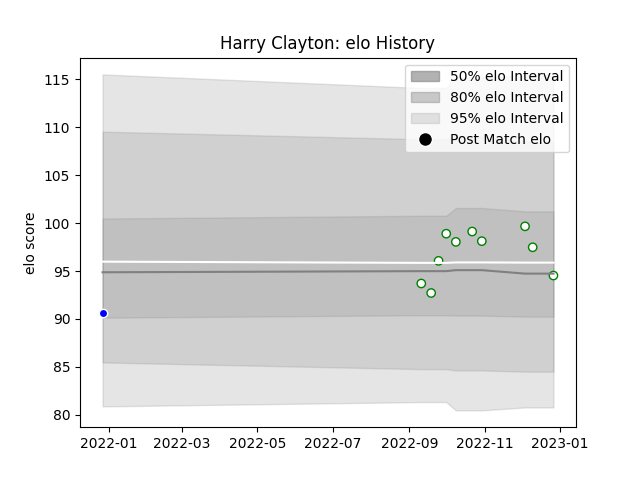 Harry Clayton: elo History
50% elo Interval
80% elo Interval
95% elo Interval
Post Match elo
elo score
115
110
105
100
95
90
85
80
2022-01 2022-03 2022-05 2022-07 2022-09 2022-11 2023-01